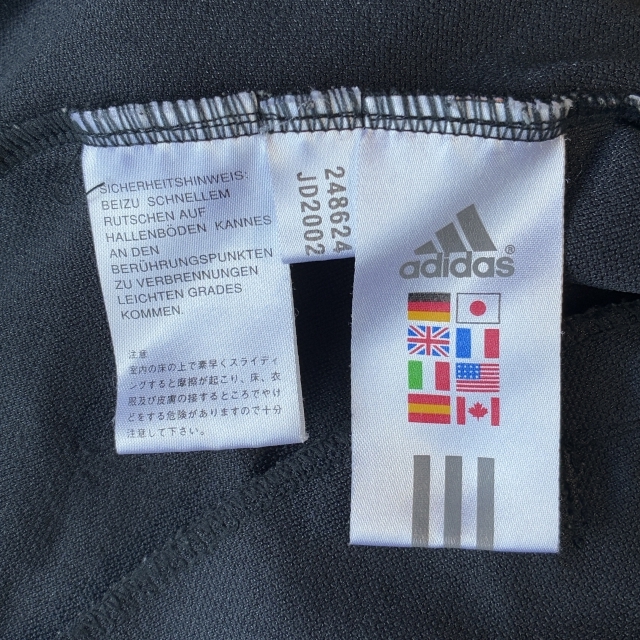 SICHERHEITSHINWEIS:
BEIZU SCHNELLEM
RUTSCHEN AUF
HALLENBÖDEN KANNES
AN DEN
BERÜHRUNGSPUNKTEN
ZU VERBRENNUNGEN
LEICHTEN GRADES
KOMMEN.
注意
室内の床の上で素早くスライディ
ングすると摩擦が起こり、床、衣
服及び皮膚の接するところでやけ
どをする危険がありますので十分
注意して下さい。
248624
JD2002
adidas®